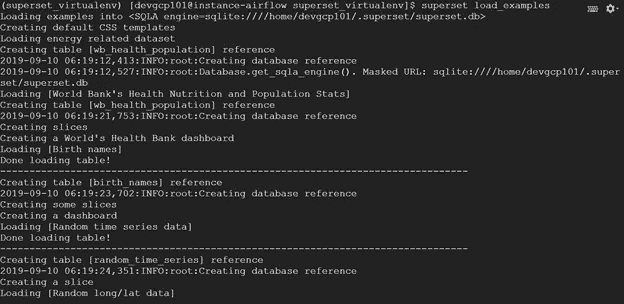 (superset_virtualenv) [devgcp101@instance-airflow superset_virtualenv]$ superset load_examples
Loading examples into <SQLA engine=sqlite:////home/devgcp101/.superset/superset.db>
Creating default CSS templates
Loading energy related dataset
Creating table [wb_health_population] reference
2019-09-10 06:19:12,413:INFO:root:Creating database reference
2019-09-10 06:19:12,527:INFO:root:Database.get_sqla_engine(). Masked URL: sqlite:////home/devgcp101/.supers
et/superset.db
Loading [World Bank's Health Nutrition and Population Stats]
Creating table [wb_health_population] reference
2019-09-10 06:19:21,753:INFO:root:Creating database reference
Creating slices
Creating a World's Health Bank dashboard
Loading [Birth names]
Done loading table!
--------------------------------------------------------------------------------
Creating table [birth_names] reference
2019-09-10 06:19:23,702:INFO:root:Creating database reference
Creating some slices
Creating a dashboard
Loading [Random time series data]
Done loading table!
--------------------------------------------------------------------------------
Creating table [random_time_series] reference
2019-09-10 06:19:24,351:INFO:root:Creating database reference
Creating a slice
Loading [Random long/lat data]